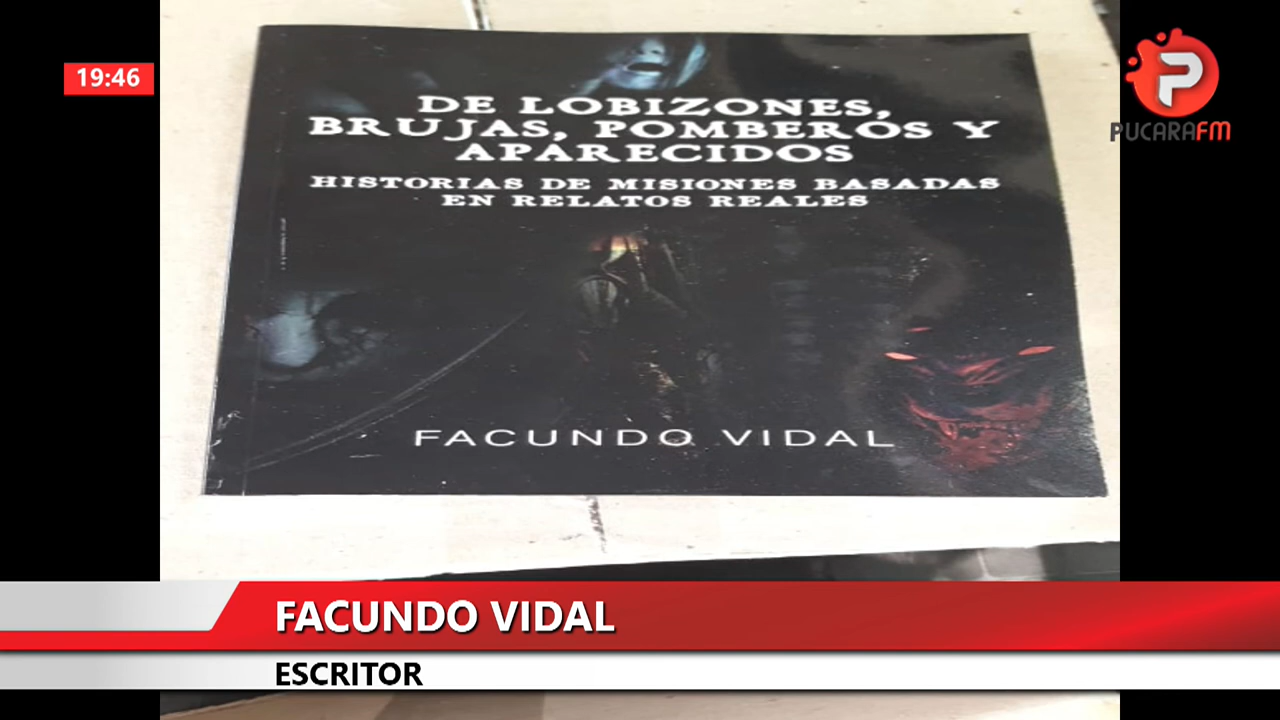 19:46
PUCARAFM
DE LOBIZONES,
BRUJAS, POMBEROS Y
APARECIDOS
HISTORIAS DE MISIONES BASADAS
EN RELATOS REALES
FACUNDO VIDAL
FACUNDO VIDAL
ESCRITOR